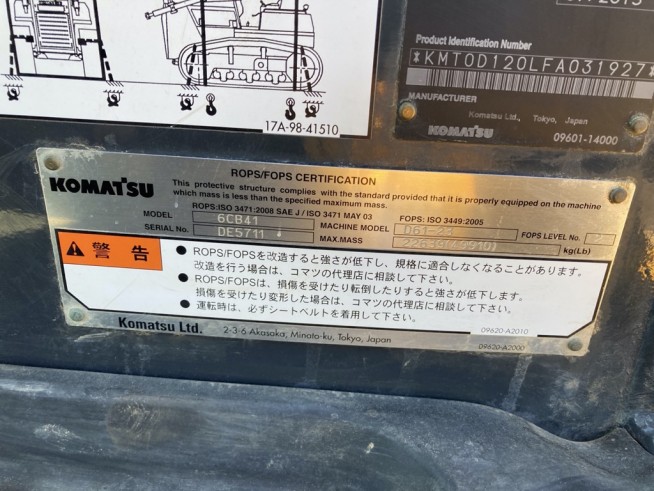 17A-98-41510
Product Identification Number
*KMT0D120LFA031927*
MANUFACTURER
Komatsu Ltd., Tokyo, Japan
KOMATSU
09601-14000
KOMATSU
ROPS/FOPS CERTIFICATION
This protective structure complies with the standard provided that it is properly equipped on the machine
which mass is less than the specified maximum mass.
ROPS:ISO 3471:2008 SAE J / ISO 3471 MAY 03
FOPS: ISO 3449:2005
MODEL 6CB41
MACHINE MODEL
FOPS LEVEL No.
SERIAL No. DE5711
MAX.MASS
kg(Lb)
警告
● ROPS/FOPSを改造すると強さが低下し、規格に適合しなくなることがあります。
改造を行う場合は、コマツの代理店に相談して下さい。
● ROPS/FOPSは、損傷を受けたり転倒したりすると強さが低下します。
損傷を受けたり変形した場合は、コマツの代理店に相談して下さい。
● 運転時は、必ずシートベルトを着用して下さい。
09620-A2010
Komatsu Ltd. 2-3-6 Akasaka, Minato-ku, Tokyo, Japan
09620-A2000